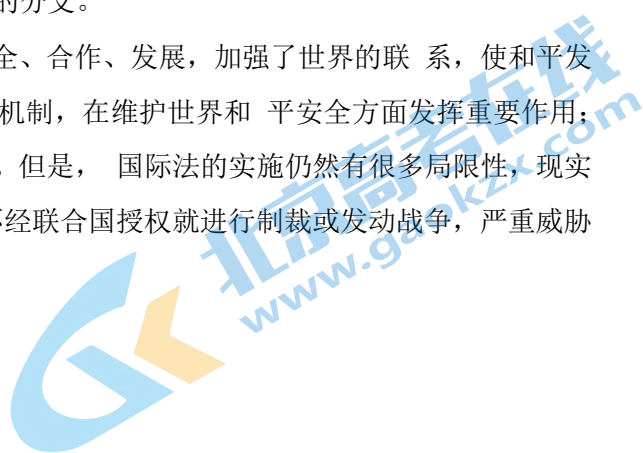 的分支。
全、合作、发展，加强了世界的联 系，使和平发
机制，在维护世界和 平安全方面发挥重要作用；
但是， 国际法的实施仍然有很多局限性，现实
经联合国授权就进行制裁或发动战争，严重威胁
北京高考在线
www.gaokzx.com